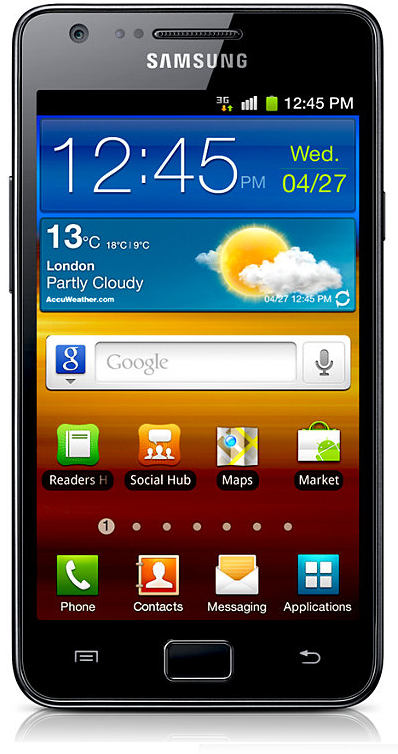 SAMSUNG
3G 12:45 PM
12:45 PM
Wed.
04/27
13°C 18°C | 9°C
London
Partly Cloudy
AccuWeather.com
04/27 12:45 PM
g Google
Readers H
Social Hub
Maps
Market
1
Phone
Contacts
Messaging
Applications